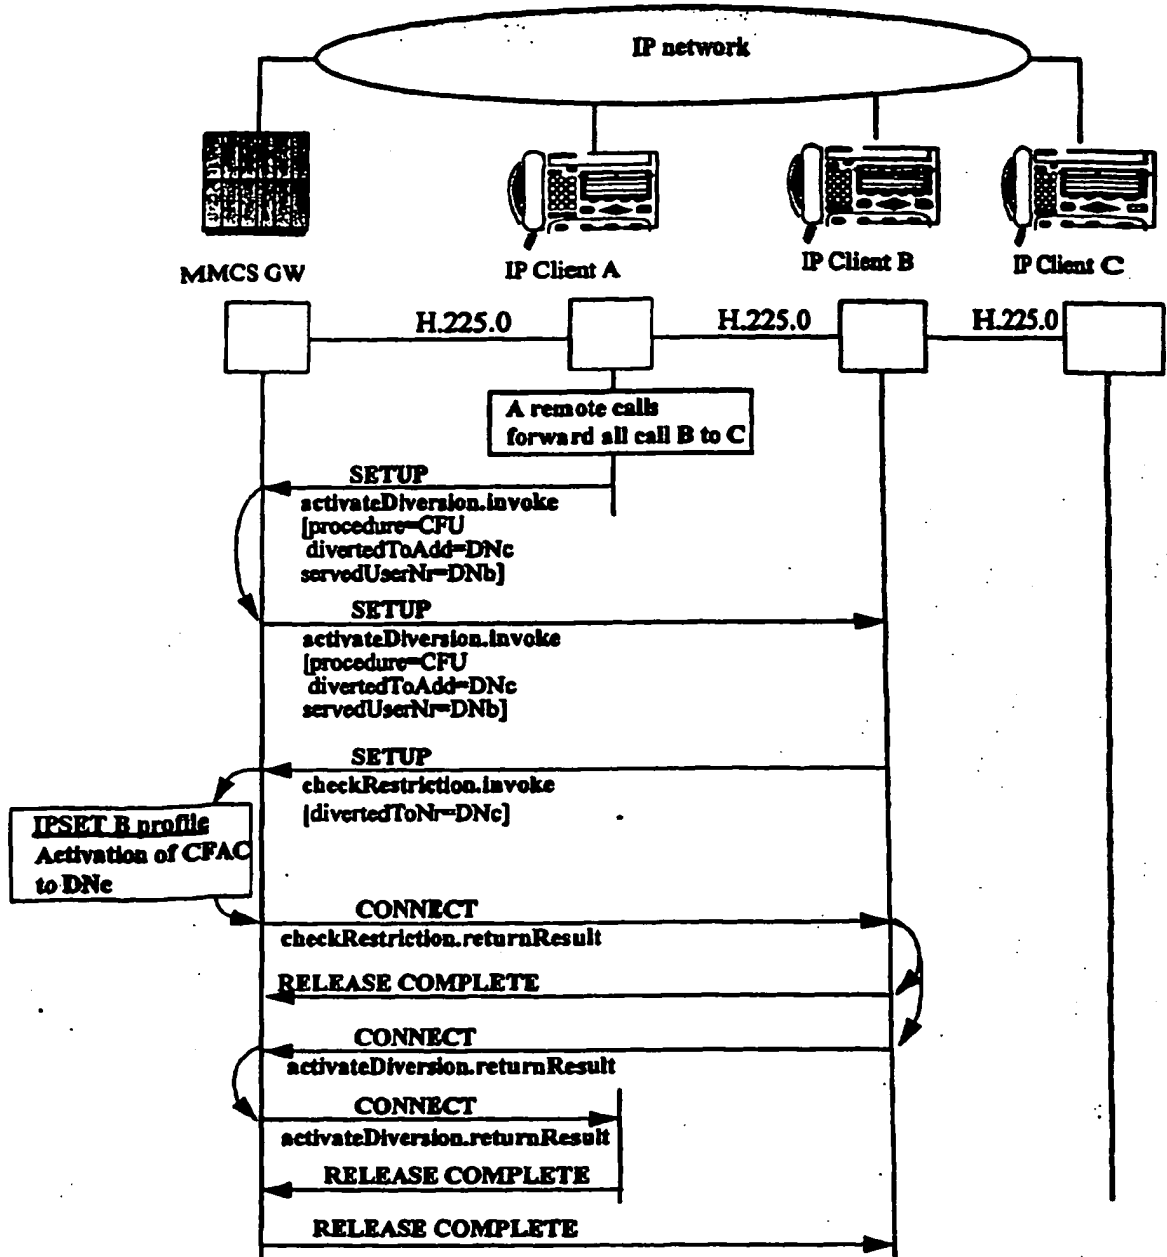 IP network
MMCS GW
IP Client A
IP Client B
IP Client C
H.225.0
H.225.0
H.225.0
A remote calls
forward all call B to C
SETUP
activateDiversion.invoke
[procedure=CFU
divertedToAdd=DNc
servedUserNr=DNb]
SETUP
activateDiversion.invoke
[procedure=CFU
divertedToAdd=DNc
servedUserNr=DNb]
SETUP
checkRestriction.invoke
[divertedToNr=DNc]
IPSET B profile
Activation of CFAC
to DNc
CONNECT
checkRestriction.returnResult
RELEASE COMPLETE
CONNECT
activateDiversion.returnResult
CONNECT
activateDiversion.returnResult
RELEASE COMPLETE
RELEASE COMPLETE